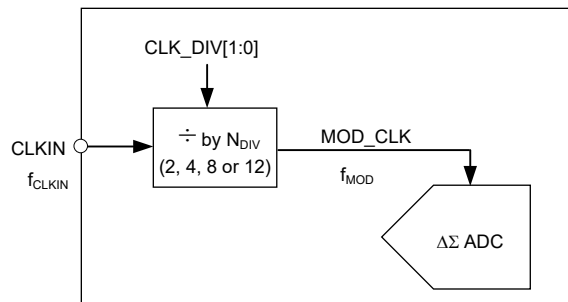 CLK_DIV[1:0]
CLKIN
f_CLKIN
÷ by N_DIV
(2, 4, 8 or 12)
MOD_CLK
f_MOD
ΔΣ ADC